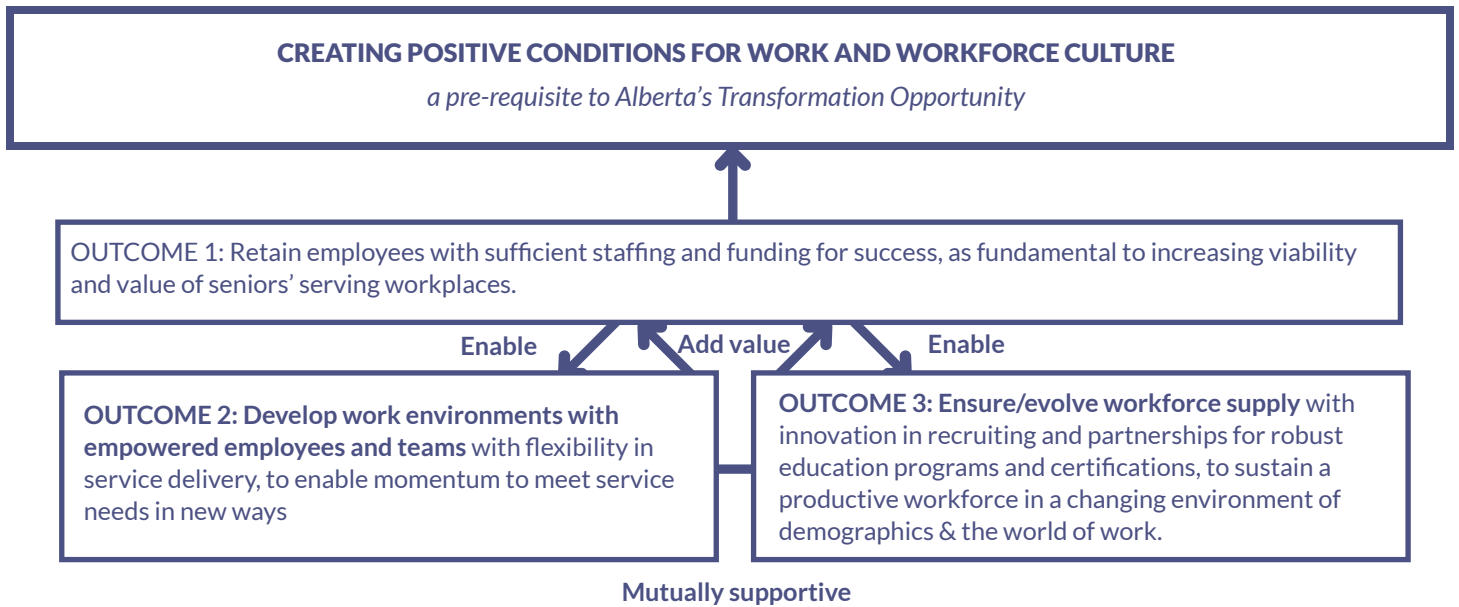 CREATING POSITIVE CONDITIONS FOR WORK AND WORKFORCE CULTURE
a pre-requisite to Alberta’s Transformation Opportunity
OUTCOME 1: Retain employees with sufficient staffing and funding for success, as fundamental to increasing viability
and value of seniors’ serving workplaces.
Enable
Add value
Enable
OUTCOME 2: Develop work environments with
empowered employees and teams with flexibility in
service delivery, to enable momentum to meet service
needs in new ways
OUTCOME 3: Ensure/evolve workforce supply with
innovation in recruiting and partnerships for robust
education programs and certifications, to sustain a
productive workforce in a changing environment of
demographics & the world of work.
Mutually supportive